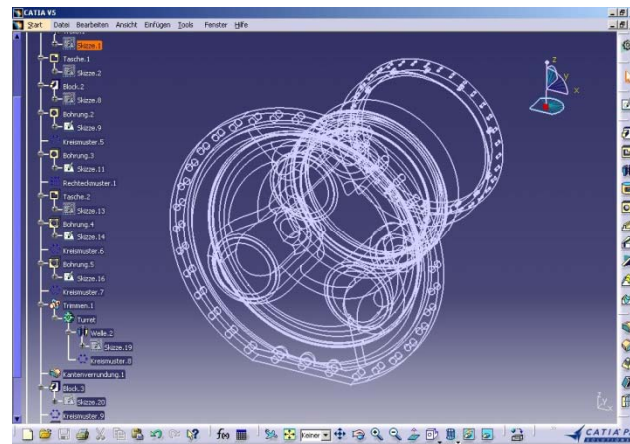 CATIA V5
Start Datei Bearbeiten Ansicht Einfügen Tools Fenster Hilfe
Skizze.1
Tasche.1
Skizze.2
Block.2
Skizze.8
Bohrung.2
Skizze.9
Kreismuster.5
Bohrung.3
Skizze.11
Rechteckmuster.1
Tasche.2
Skizze.13
Bohrung.4
Skizze.14
Kreismuster.6
Bohrung.5
Skizze.16
Kreismuster.7
Trimmen.1
Turret
Welle.2
Skizze.19
Kreismuster.8
Kantenverrundung.1
Block.3
Skizze.20
Kreismuster.9
z
y
x
z
y
f(x)
Keiner
CATIA P